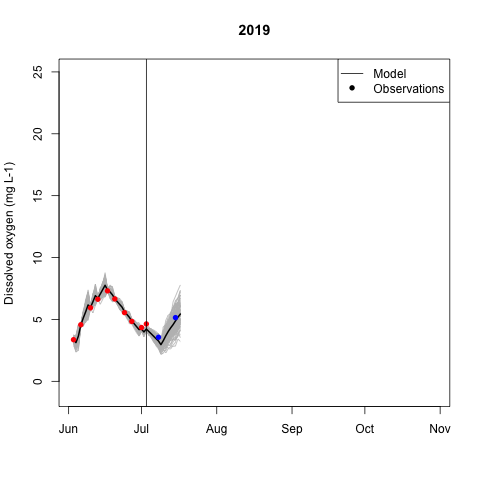 2019
Model
Observations
Dissolved oxygen (mg L-1)
25
20
15
10
5
0
Jun Jul Aug Sep Oct Nov